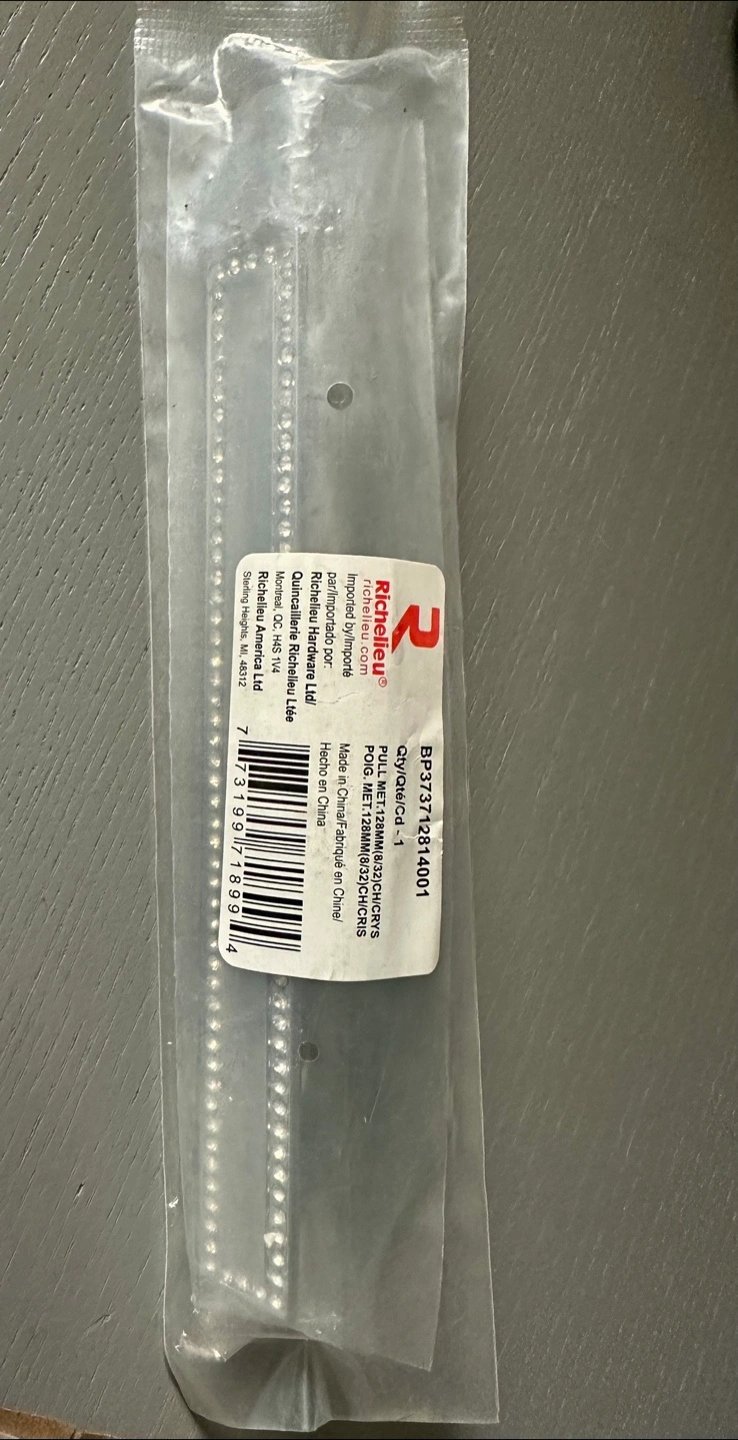 R
Richelieu®
richelieu.com
Imported by/Importé
par/Importado por:
Richelieu Hardware Ltd/
Quincaillerie Richelieu Ltée
Montreal, QC, H4S 1V4
Richelieu America Ltd
Sterling Heights, MI, 48312
BP373712814001
Qty/Qté/Cd - 1
PULL MET.128MM(8/32)CH/CRYS
POIG. MET.128MM(8/32)CH/CRIS
Made in China/Fabriqué en Chine/
Hecho en China
7 73199 71899 4